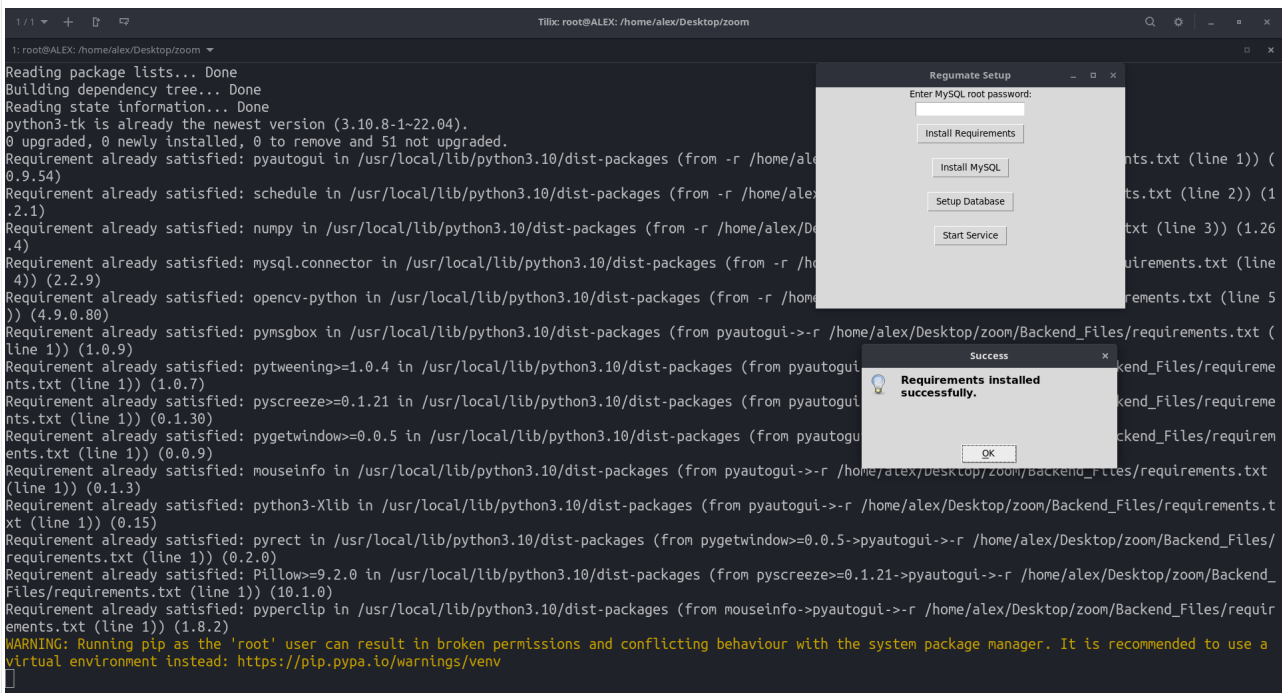 1 / 1
Tilix: root@ALEX: /home/alex/Desktop/zoom
1: root@ALEX: /home/alex/Desktop/zoom
Reading package lists... Done
Building dependency tree... Done
Reading state information... Done
python3-tk is already the newest version (3.10.8-1~22.04).
0 upgraded, 0 newly installed, 0 to remove and 51 not upgraded.
Requirement already satisfied: pyautogui in /usr/local/lib/python3.10/dist-packages (from -r /home/ale nts.txt (line 1)) (
0.9.54)
Requirement already satisfied: schedule in /usr/local/lib/python3.10/dist-packages (from -r /home/alex ts.txt (line 2)) (1
.2.1)
Requirement already satisfied: numpy in /usr/local/lib/python3.10/dist-packages (from -r /home/alex/De txt (line 3)) (1.26
.4)
Requirement already satisfied: mysql.connector in /usr/local/lib/python3.10/dist-packages (from -r /ho uirements.txt (line
 4)) (2.2.9)
Requirement already satisfied: opencv-python in /usr/local/lib/python3.10/dist-packages (from -r /home rements.txt (line 5
)) (4.9.0.80)
Requirement already satisfied: pymsgbox in /usr/local/lib/python3.10/dist-packages (from pyautogui->-r /home/alex/Desktop/zoom/Backend_Files/requirements.txt (
line 1)) (1.0.9)
Requirement already satisfied: pytweening>=1.0.4 in /usr/local/lib/python3.10/dist-packages (from pyautogui kend_Files/requireme
nts.txt (line 1)) (1.0.7)
Requirement already satisfied: pyscreeze>=0.1.21 in /usr/local/lib/python3.10/dist-packages (from pyautogui kend_Files/requireme
nts.txt (line 1)) (0.1.30)
Requirement already satisfied: pygetwindow>=0.0.5 in /usr/local/lib/python3.10/dist-packages (from pyautogu ckend_Files/requirem
ents.txt (line 1)) (0.0.9)
Requirement already satisfied: mouseinfo in /usr/local/lib/python3.10/dist-packages (from pyautogui->-r /home/alex/Desktop/zoom/Backend_Files/requirements.txt
(line 1)) (0.1.3)
Requirement already satisfied: python3-Xlib in /usr/local/lib/python3.10/dist-packages (from pyautogui->-r /home/alex/Desktop/zoom/Backend_Files/requirements.t
xt (line 1)) (0.15)
Requirement already satisfied: pyrect in /usr/local/lib/python3.10/dist-packages (from pygetwindow>=0.0.5->pyautogui->-r /home/alex/Desktop/zoom/Backend_Files/
requirements.txt (line 1)) (0.2.0)
Requirement already satisfied: Pillow>=9.2.0 in /usr/local/lib/python3.10/dist-packages (from pyscreeze>=0.1.21->pyautogui->-r /home/alex/Desktop/zoom/Backend_
Files/requirements.txt (line 1)) (10.1.0)
Requirement already satisfied: pyperclip in /usr/local/lib/python3.10/dist-packages (from mouseinfo->pyautogui->-r /home/alex/Desktop/zoom/Backend_Files/requir
ements.txt (line 1)) (1.8.2)
WARNING: Running pip as the 'root' user can result in broken permissions and conflicting behaviour with the system package manager. It is recommended to use a
virtual environment instead: https://pip.pypa.io/warnings/venv
Regumate Setup
Enter MySQL root password:
Install Requirements
Install MySQL
Setup Database
Start Service
Success
Requirements installed
successfully.
OK